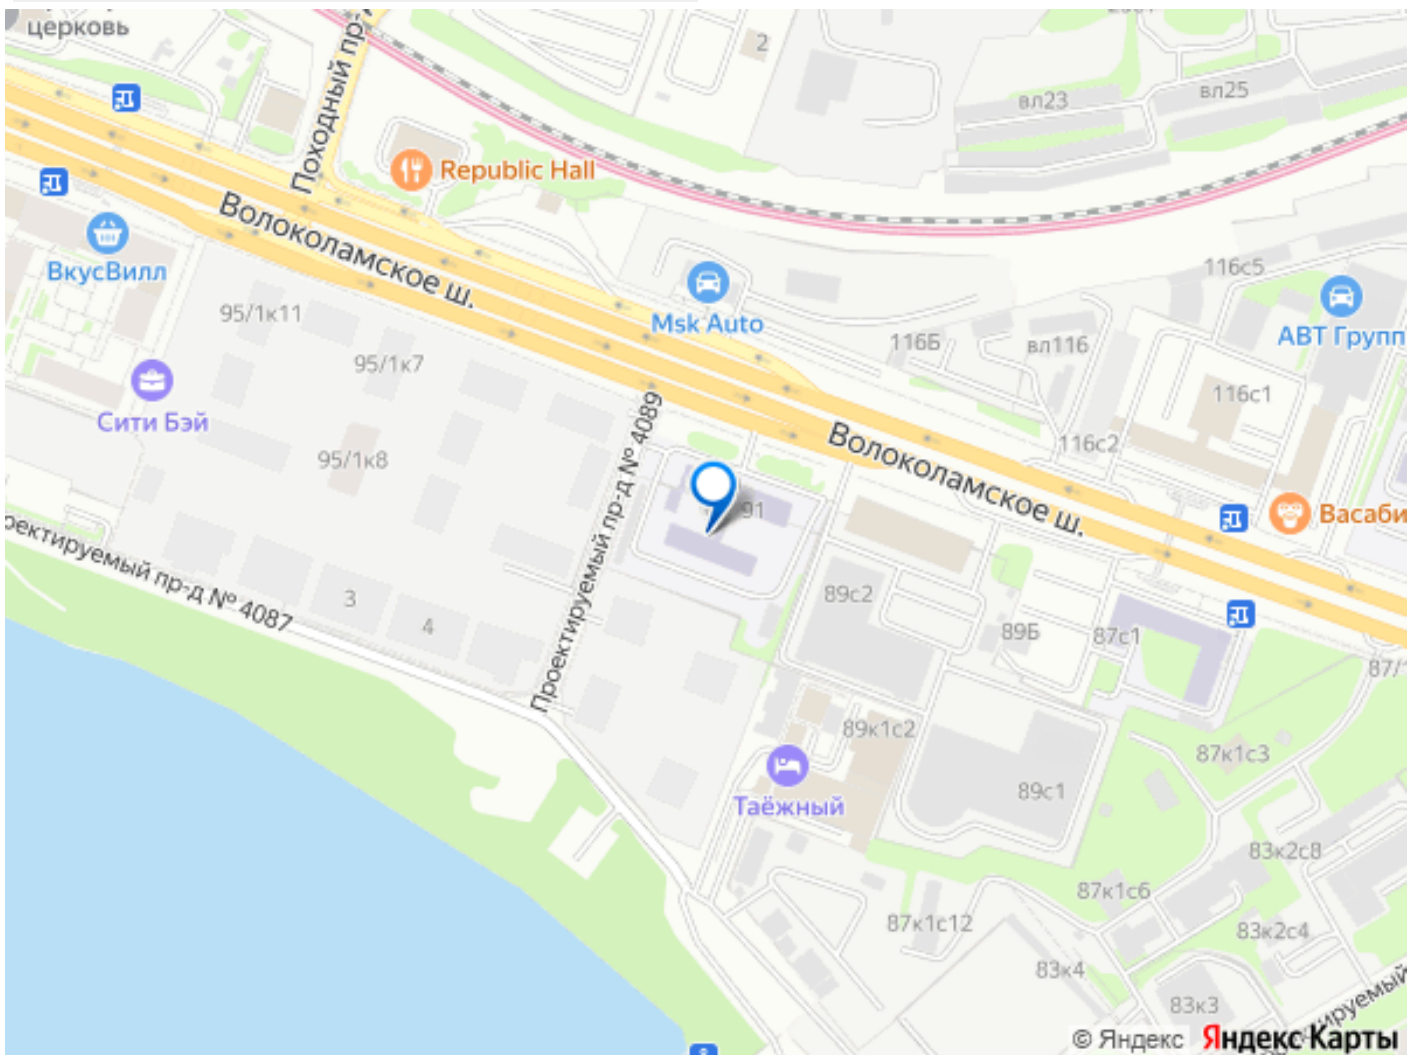 церковь
Походный пр-
2
вл23
вл25
Republic Hall
Волоколамское ш.
ВкусВилл
116с5
95/1к11
Msk Auto
116Б
вл116
АВТ Групп
95/1к7
116с1
Сити Бэй
Проектируемый пр-д № 4089
Волоколамское ш.
116с2
95/1к8
91
Васаби
оектируемый пр-д № 4087
3
4
89с2
89Б
87с1
87/1
89к1с2
87к1с3
Таёжный
89с1
83к2с8
87к1с6
87к1с12
83к2с4
83к4
83к3
ируемый
© Яндекс Яндекс Карты